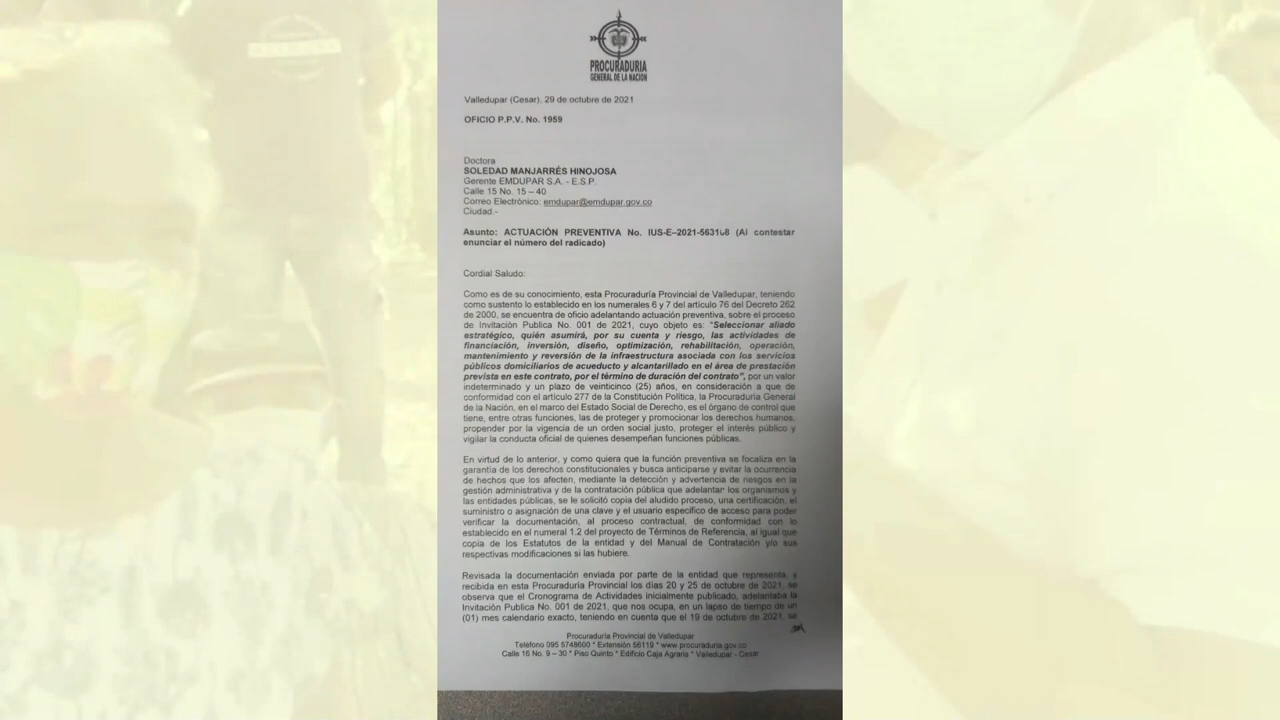 PROCURADURIA
GENERAL DE LA NACION
Valledupar (Cesar), 29 de octubre de 2021
OFICIO P.P.V. No. 1959
Doctora
SOLEDAD MANJARRÉS HINOJOSA
Gerente EMDUPAR S.A. - E.S.P.
Calle 15 No. 15 – 40
Correo Electrónico: emdupar@emdupar.gov.co
Ciudad.-
Asunto: ACTUACIÓN PREVENTIVA No. (Al contestar
enunciar el número del radicado)
Cordial Saludo:
Como es de su conocimiento, esta Procuraduría Provincial de Valledupar, teniendo
como sustento lo establecido en los numerales 6 y 7 del artículo 76 del Decreto 262
de 2000, se encuentra de oficio adelantando actuación preventiva, sobre el proceso
de Invitación Publica No. 001 de 2021, cuyo objeto es: "Seleccionar aliado
estratégico, quién asumirá, por su cuenta y riesgo, las actividades de
financiación, inversión, diseño, optimización, rehabilitación, operación,
mantenimiento y reversión de la infraestructura asociada con los servicios
públicos domiciliarios de acueducto y alcantarillado en el área de prestación
prevista en este contrato, por el término de duración del contrato", por un valor
indeterminado y un plazo de veinticinco (25) años, en consideración a que de
conformidad con el artículo 277 de la Constitución Política, la Procuraduría General
de la Nación, en el marco del Estado Social de Derecho, es el órgano de control que
tiene, entre otras funciones, las de proteger y promocionar los derechos humanos,
propender por la vigencia de un orden social justo, proteger el interés público y
vigilar la conducta oficial de quienes desempeñan funciones públicas.
En virtud de lo anterior, y como quiera que la función preventiva se focaliza en la
garantía de los derechos constitucionales y busca anticiparse y evitar la ocurrencia
de hechos que los afecten, mediante la detección y advertencia de riesgos en la
gestión administrativa y de la contratación pública que adelantar los organismos y
las entidades públicas, se le solicitó copia del aludido proceso, una certificación, el
suministro o asignación de una clave y el usuario especifico de acceso para poder
verificar la documentación, al proceso contractual, de conformidad con lo
establecido en el numeral 1.2 del proyecto de Términos de Referencia, al igual que
copia de los Estatutos de la entidad y del Manual de Contratación y/o sus
respectivas modificaciones si las hubiere.
Revisada la documentación enviada por parte de la entidad que representa, y
recibida en esta Procuraduría Provincial los días 20 y 25 de octubre de 2021, se
observa que el Cronograma de Actividades inicialmente publicado, adelantaba la
Invitación Publica No. 001 de 2021, que nos ocupa, en un lapso de tiempo de un
(01) mes calendario exacto, teniendo en cuenta que el 19 de octubre de 2021, se
Procuraduría Provincial de Valledupar
Teléfono 095 5748600 * Extensión 56119 * www.procuraduria.gov.co
Calle 16 No. 9 – 30 * Piso Quinto * Edificio Caja Agraria * Valledupar - Cesar